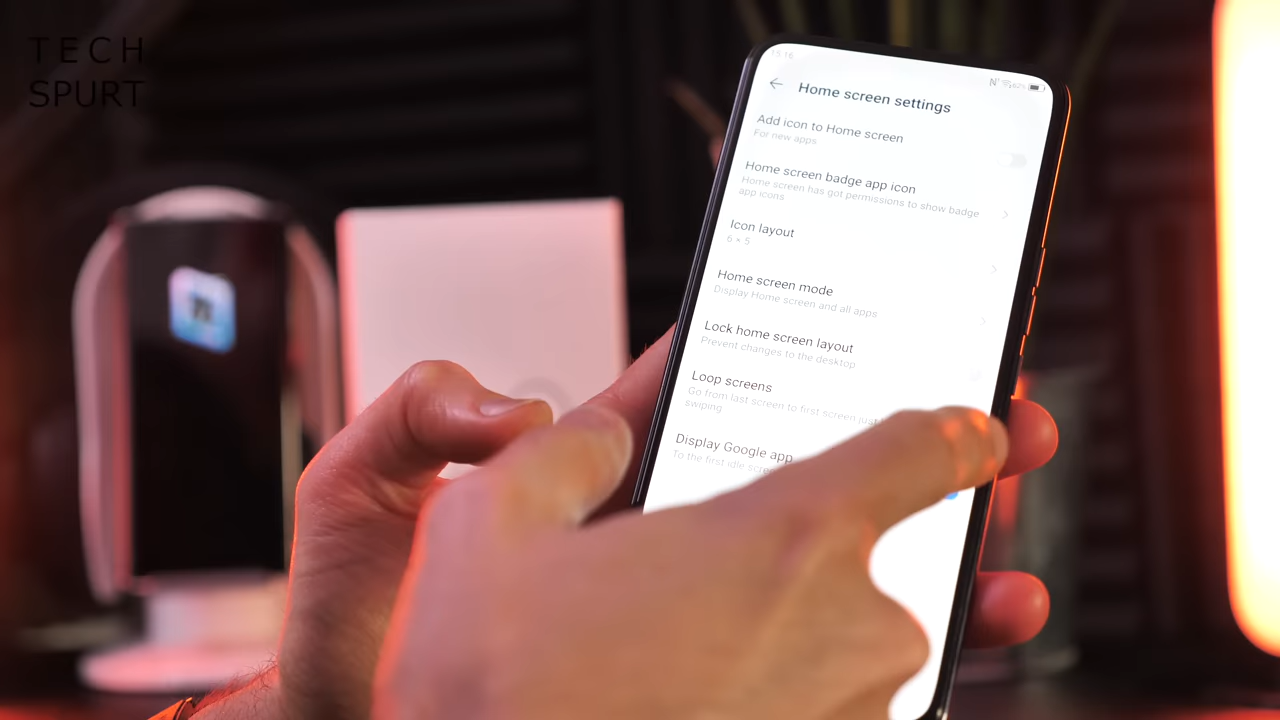 TECH
SPURT
15:16
Home screen settings
Add icon to Home screen
For new apps
Home screen badge app icon
Home screen has got permissions to show badge
app icons
Icon layout
6 × 5
Home screen mode
Display Home screen and all apps
Lock home screen layout
Prevent changes to the desktop
Loop screens
Go from last screen to first screen just
swiping
Display Google app
To the first idle